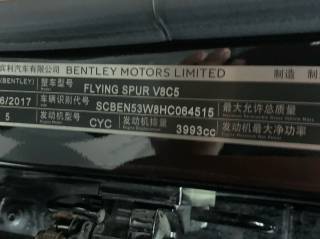 宾利汽车有限公司 BENTLEY MOTORS LIMITED 制造 制
(BENTLEY) 整车型号 FLYING SPUR V8C5
6/2017 车辆识别代号 SCBEN53W8HC064515 最大允许总质量
5 发动机型号 CYC 发动机排量 3993cc 发动机最大净功率